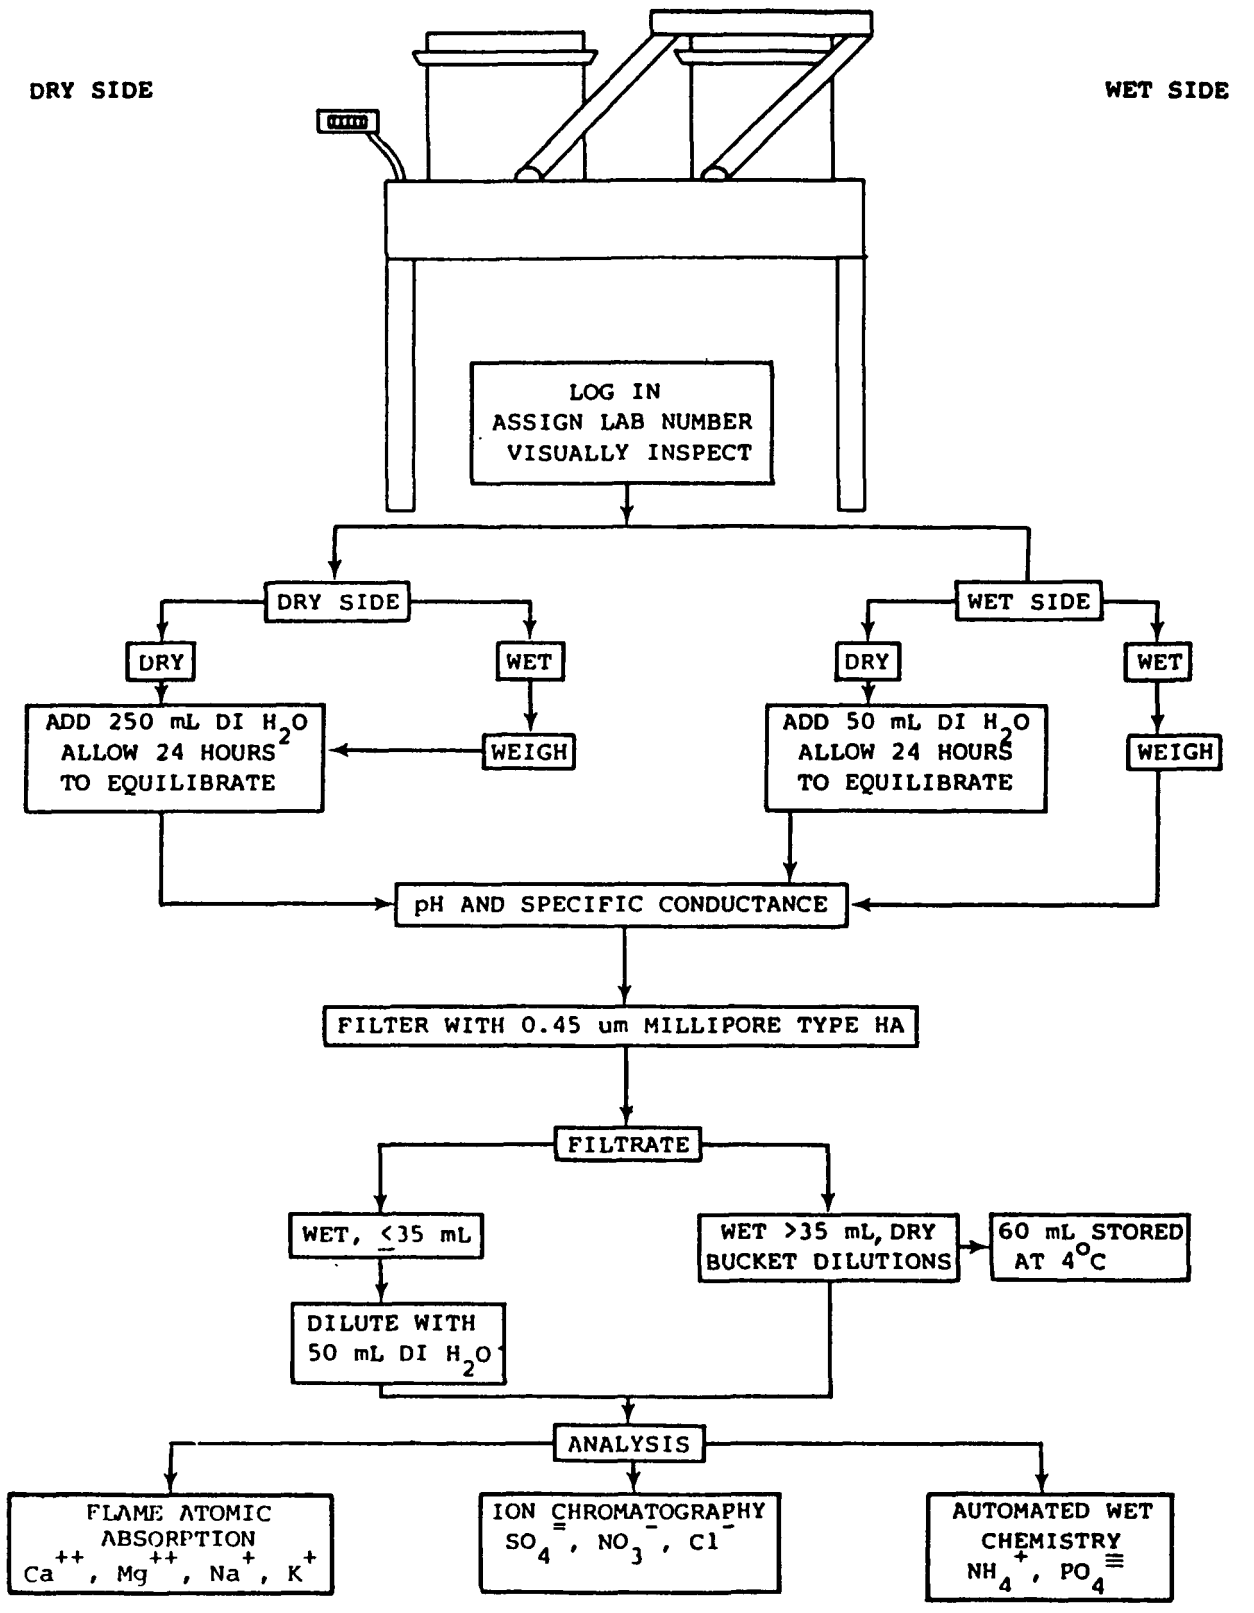 DRY SIDE
WET SIDE
LOG IN
ASSIGN LAB NUMBER
VISUALLY INSPECT
DRY SIDE
WET SIDE
DRY
WET
DRY
WET
ADD 250 mL DI H2O
ALLOW 24 HOURS
TO EQUILIBRATE
WEIGH
ADD 50 mL DI H2O
ALLOW 24 HOURS
TO EQUILIBRATE
WEIGH
pH AND SPECIFIC CONDUCTANCE
FILTER WITH 0.45 um MILLIPORE TYPE HA
FILTRATE
WET, ≤35 mL
WET >35 mL, DRY
BUCKET DILUTIONS
60 mL STORED
AT 4°C
DILUTE WITH
50 mL DI H2O
ANALYSIS
FLAME ATOMIC
ABSORPTION
Ca++, Mg++, Na+, K+
ION CHROMATOGRAPHY
SO4=, NO3-, Cl-
AUTOMATED WET
CHEMISTRY
NH4+, PO4≡